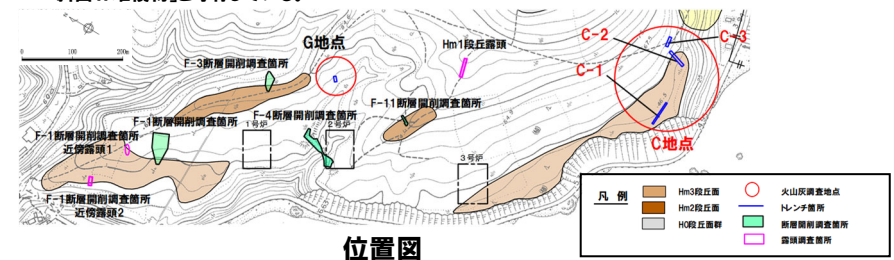 0 100 200m
F-3断層開削調査箇所
G地点
Hm1段丘露頭
C-2
C-3
C-1
F-11断層開削調査箇所
F-1断層開削調査箇所
F-4断層開削調査箇所
1号炉
2号炉
F-1断層開削調査箇所
近傍露頭1
C地点
3号炉
F-1断層開削調査箇所
近傍露頭2
凡 例
Hm3段丘面
火山灰調査地点
Hm2段丘面
トレンチ箇所
H0段丘面群
断層開削調査箇所
露頭調査箇所
位置図